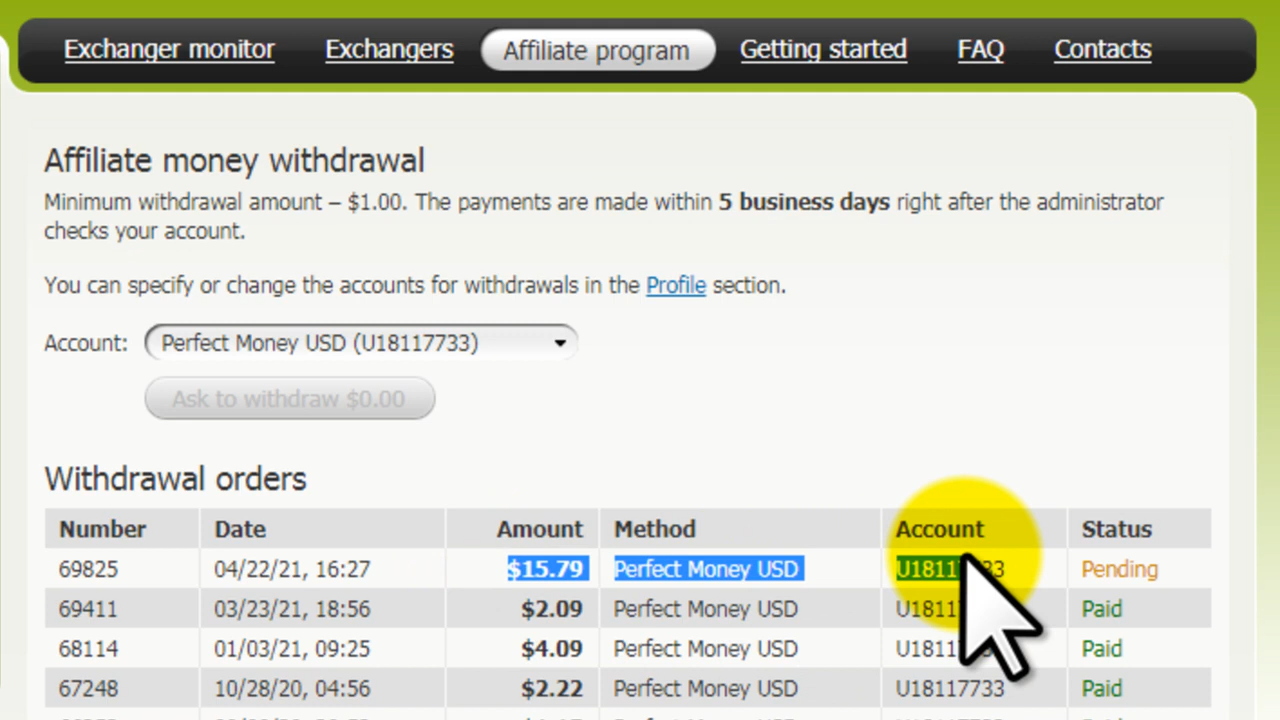 Exchanger monitor Exchangers Affiliate program Getting started FAQ Contacts
Affiliate money withdrawal
Minimum withdrawal amount – $1.00. The payments are made within 5 business days right after the administrator
checks your account.
You can specify or change the accounts for withdrawals in the Profile section.
Account: Perfect Money USD (U18117733)
Ask to withdraw $0.00
Withdrawal orders
Number Date Amount Method Account Status
69825 04/22/21, 16:27 $15.79 Perfect Money USD Pending
69411 03/23/21, 18:56 $2.09 Perfect Money USD Paid
68114 01/03/21, 09:25 $4.09 Perfect Money USD Paid
67248 10/28/20, 04:56 $2.22 Perfect Money USD U18117733 Paid